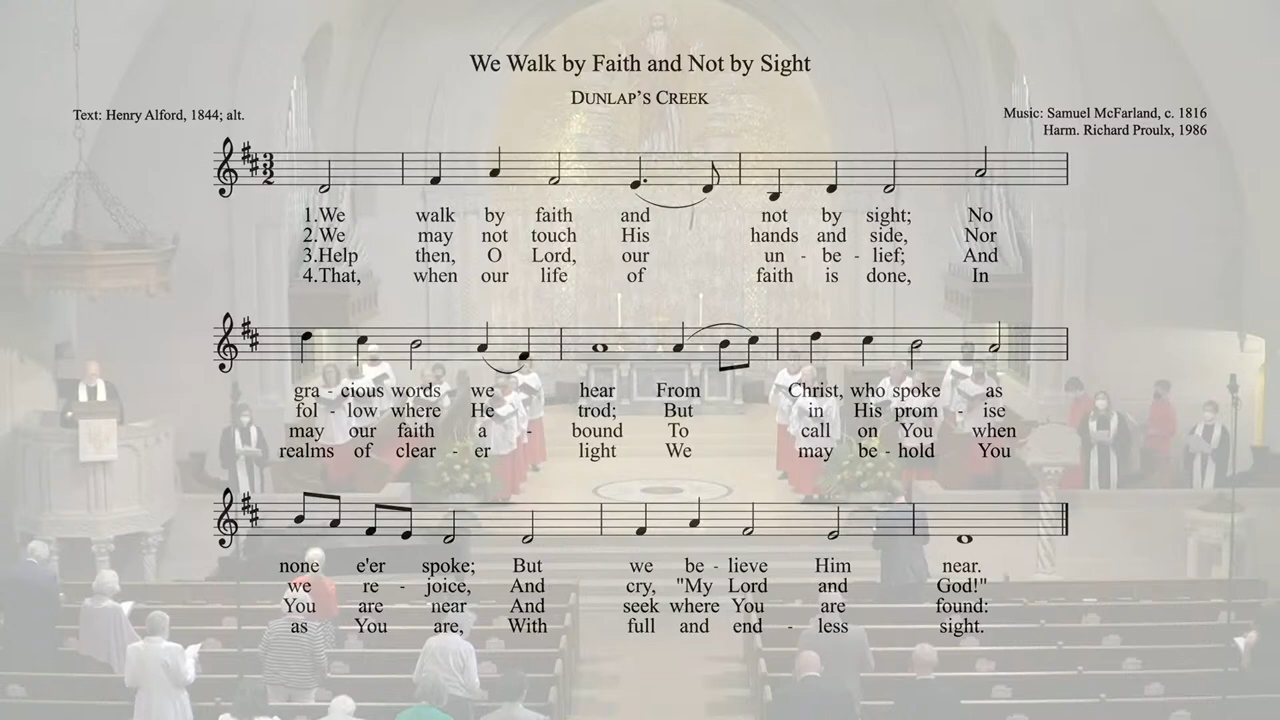 We Walk by Faith and Not by Sight
DUNLAP'S CREEK
Text: Henry Alford, 1844; alt.
Music: Samuel McFarland, c. 1816
Harm. Richard Proulx, 1986
3
2
1.We walk by faith and not by sight; No
2.We may not touch His hands and side, Nor
3.Help then, O Lord, our un - be - lief; And
4.That, when our life of faith is done, In
gra - cious words we hear From Christ, who spoke as
fol - low where He trod; But in His prom - ise
may our faith a - bound To call on You when
realms of clear - er light We may be - hold You
none e'er spoke; But we be - lieve Him near.
we re - joice, And cry, "My Lord and God!"
You are near And seek where You are found:
as You are, With full and end - less sight.